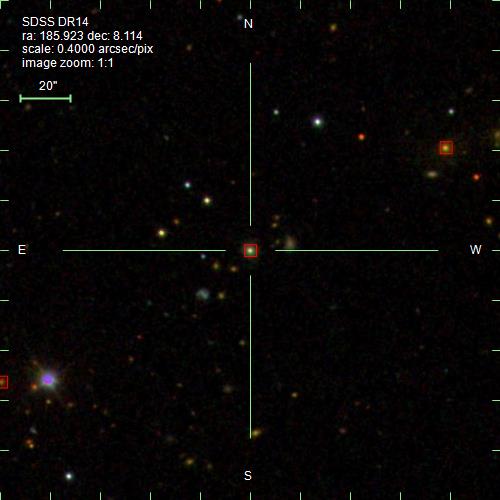 SDSS DR14
ra: 185.923 dec: 8.114
scale: 0.4000 arcsec/pix
image zoom: 1:1
20"
N
E
W
S